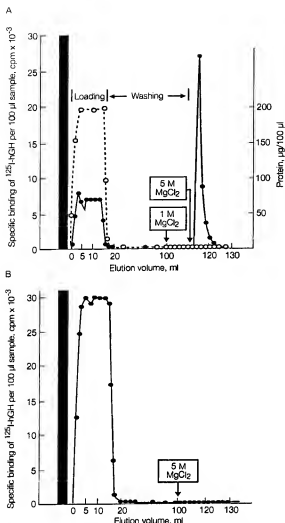 A
Specific binding of ¹²⁵I-hGH per 100 µl sample, cpm x 10⁻³
30
25
20
15
10
5
0
Loading
Washing
5 M
MgCl₂
1 M
MgCl₂
200
150
100
50
Protein, µg/100 µl
0 5 10 20 100 110 120 130
Elution volume, ml
B
Specific binding of ¹²⁵I-hGH per 100 µl sample, cpm x 10⁻³
30
25
20
15
10
5
0
5 M
MgCl₂
0 5 10 20 100 110 120 130
Elution volume, ml